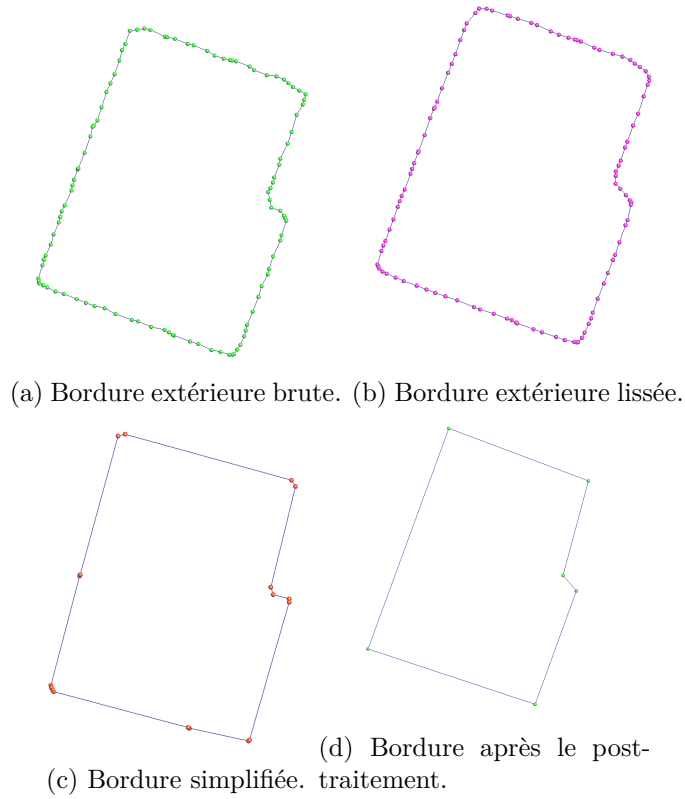 (a) Bordure extérieure brute.
(b) Bordure extérieure lissée.
(c) Bordure simplifiée.
(d) Bordure après le post-
traitement.